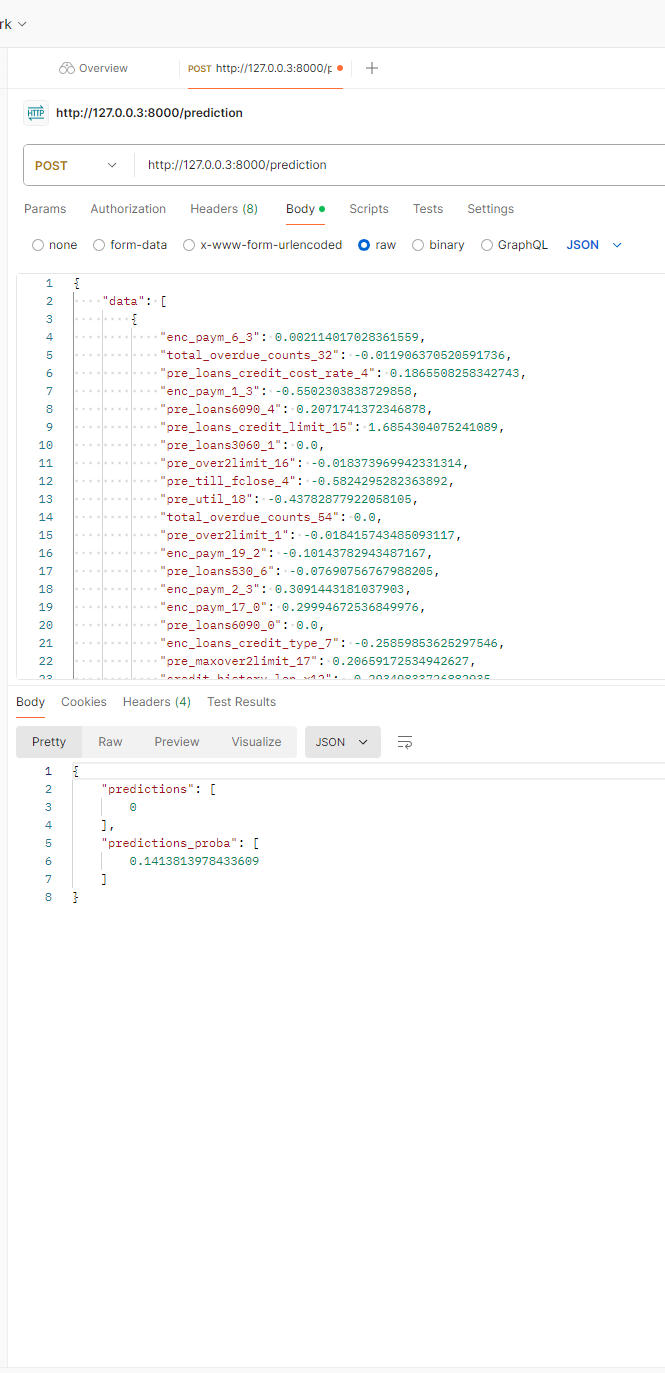 rk
Overview
POST http://127.0.0.3:8000/p
HTTP http://127.0.0.3:8000/prediction
POST http://127.0.0.3:8000/prediction
Params Authorization Headers (8) Body Scripts Tests Settings
none form-data x-www-form-urlencoded raw binary GraphQL JSON
1 {
2 "data": [
3 {
4 "enc_paym_6_3": 0.002114017028361559,
5 "total_overdue_counts_32": -0.011906370520591736,
6 "pre_loans_credit_cost_rate_4": 0.1865508258342743,
7 "enc_paym_1_3": -0.5502303838729858,
8 "pre_loans6090_4": 0.2071741372346878,
9 "pre_loans_credit_limit_15": 1.6854304075241089,
10 "pre_loans3060_1": 0.0,
11 "pre_over2limit_16": -0.018373969942331314,
12 "pre_till_fclose_4": -0.5824295282363892,
13 "pre_util_18": -0.43782877922058105,
14 "total_overdue_counts_54": 0.0,
15 "pre_over2limit_1": -0.018415743485093117,
16 "enc_paym_19_2": -0.10143782943487167,
17 "pre_loans530_6": -0.07690756767988205,
18 "enc_paym_2_3": 0.3091443181037903,
19 "enc_paym_17_0": 0.29994672536849976,
20 "pre_loans6090_0": 0.0,
21 "enc_loans_credit_type_7": -0.25859853625297546,
22 "pre_maxover2limit_17": 0.20659172534942627,
Body Cookies Headers (4) Test Results
Pretty Raw Preview Visualize JSON
1 {
2 "predictions": [
3 0
4 ],
5 "predictions_proba": [
6 0.1413813978433609
7 ]
8 }